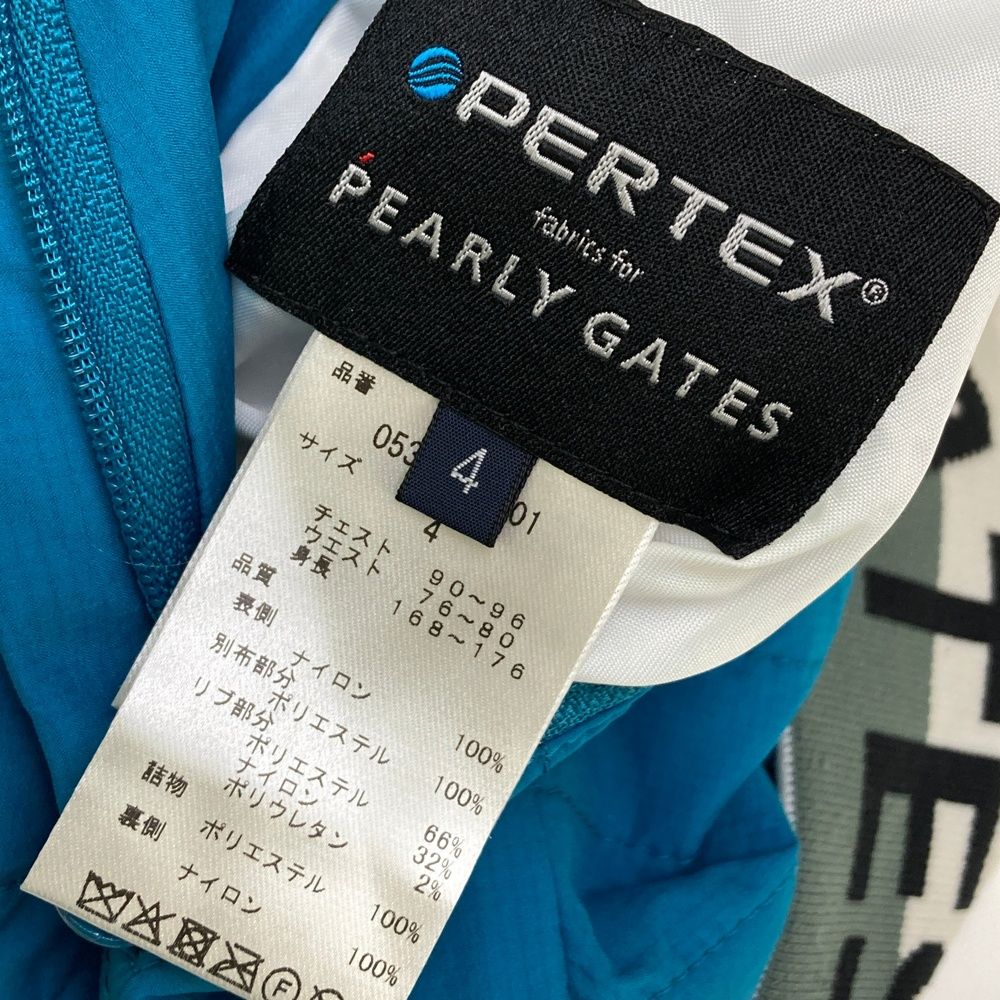 PERTEX®
fabrics for
PEARLY GATES
4
品番
053 01
サイズ 4
チェスト 90～96
ウエスト 76～80
身長 168～176
品質
表側
ナイロン 100%
別布部分
ポリエステル 100%
リブ部分
ポリエステル 66%
ナイロン 32%
ポリウレタン 2%
詰物
ポリエステル 100%
裏側
ナイロン 100%
F
TES